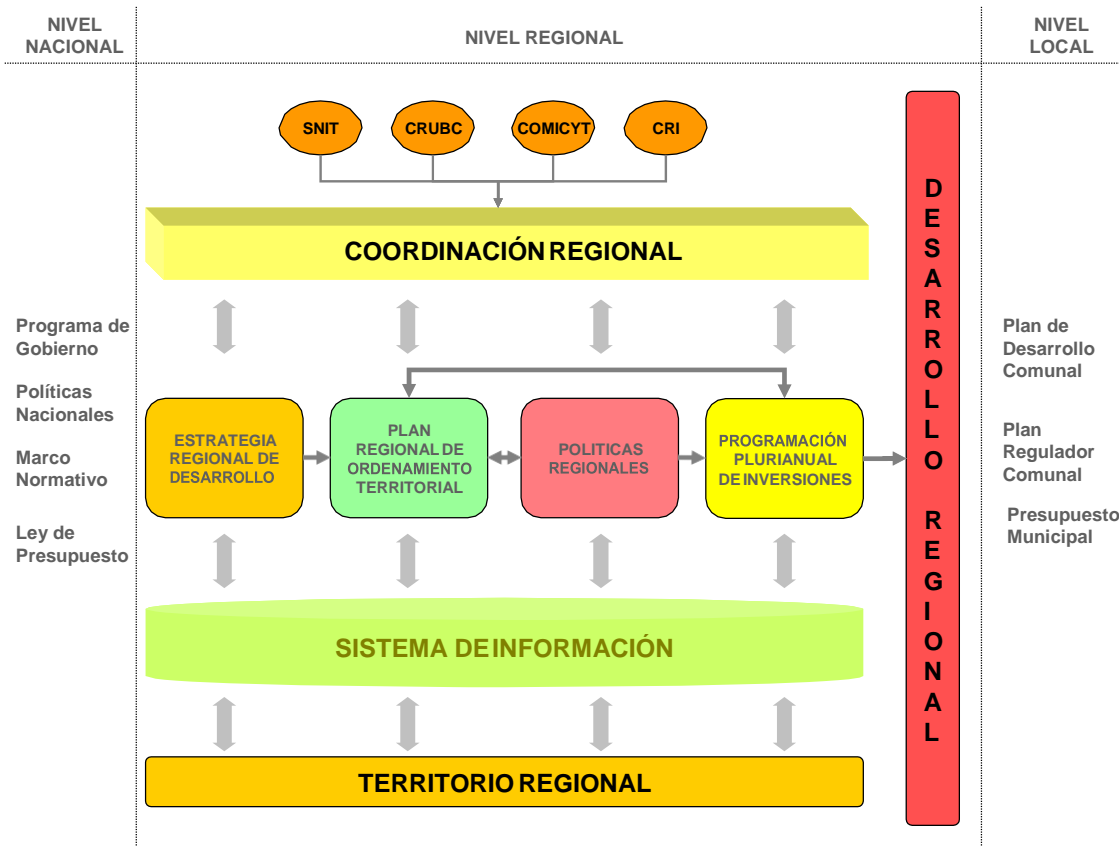 NIVEL
NACIONAL
NIVEL REGIONAL
NIVEL
LOCAL
SNIT
CRUBC
COMICYT
CRI
COORDINACIÓN REGIONAL
Programa de
Gobierno
Políticas
Nacionales
Marco
Normativo
Ley de
Presupuesto
ESTRATEGIA
REGIONAL DE
DESARROLLO
PLAN
REGIONAL DE
ORDENAMIENTO
TERRITORIAL
POLITICAS
REGIONALES
PROGRAMACIÓN
PLURIANUAL
DE INVERSIONES
SISTEMA DE INFORMACIÓN
TERRITORIO REGIONAL
DESARROLLO REGIONAL
Plan de
Desarrollo
Comunal
Plan
Regulador
Comunal
Presupuesto
Municipal